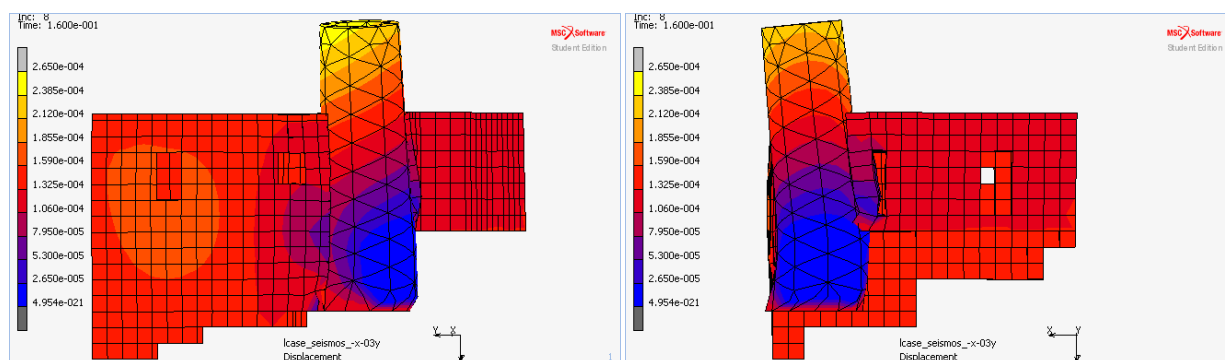 Inc: 8
Time: 1.600e-001
MSC Software
Student Edition
2.650e-004
2.385e-004
2.120e-004
1.855e-004
1.590e-004
1.325e-004
1.060e-004
7.950e-005
5.300e-005
2.650e-005
4.954e-021
Y X
lcase_seismos_-x-03y
Displacement
1
Inc: 8
Time: 1.600e-001
MSC Software
Student Edition
2.650e-004
2.385e-004
2.120e-004
1.855e-004
1.590e-004
1.325e-004
1.060e-004
7.950e-005
5.300e-005
2.650e-005
4.954e-021
X Y
lcase_seismos_-x-03y
Displacement